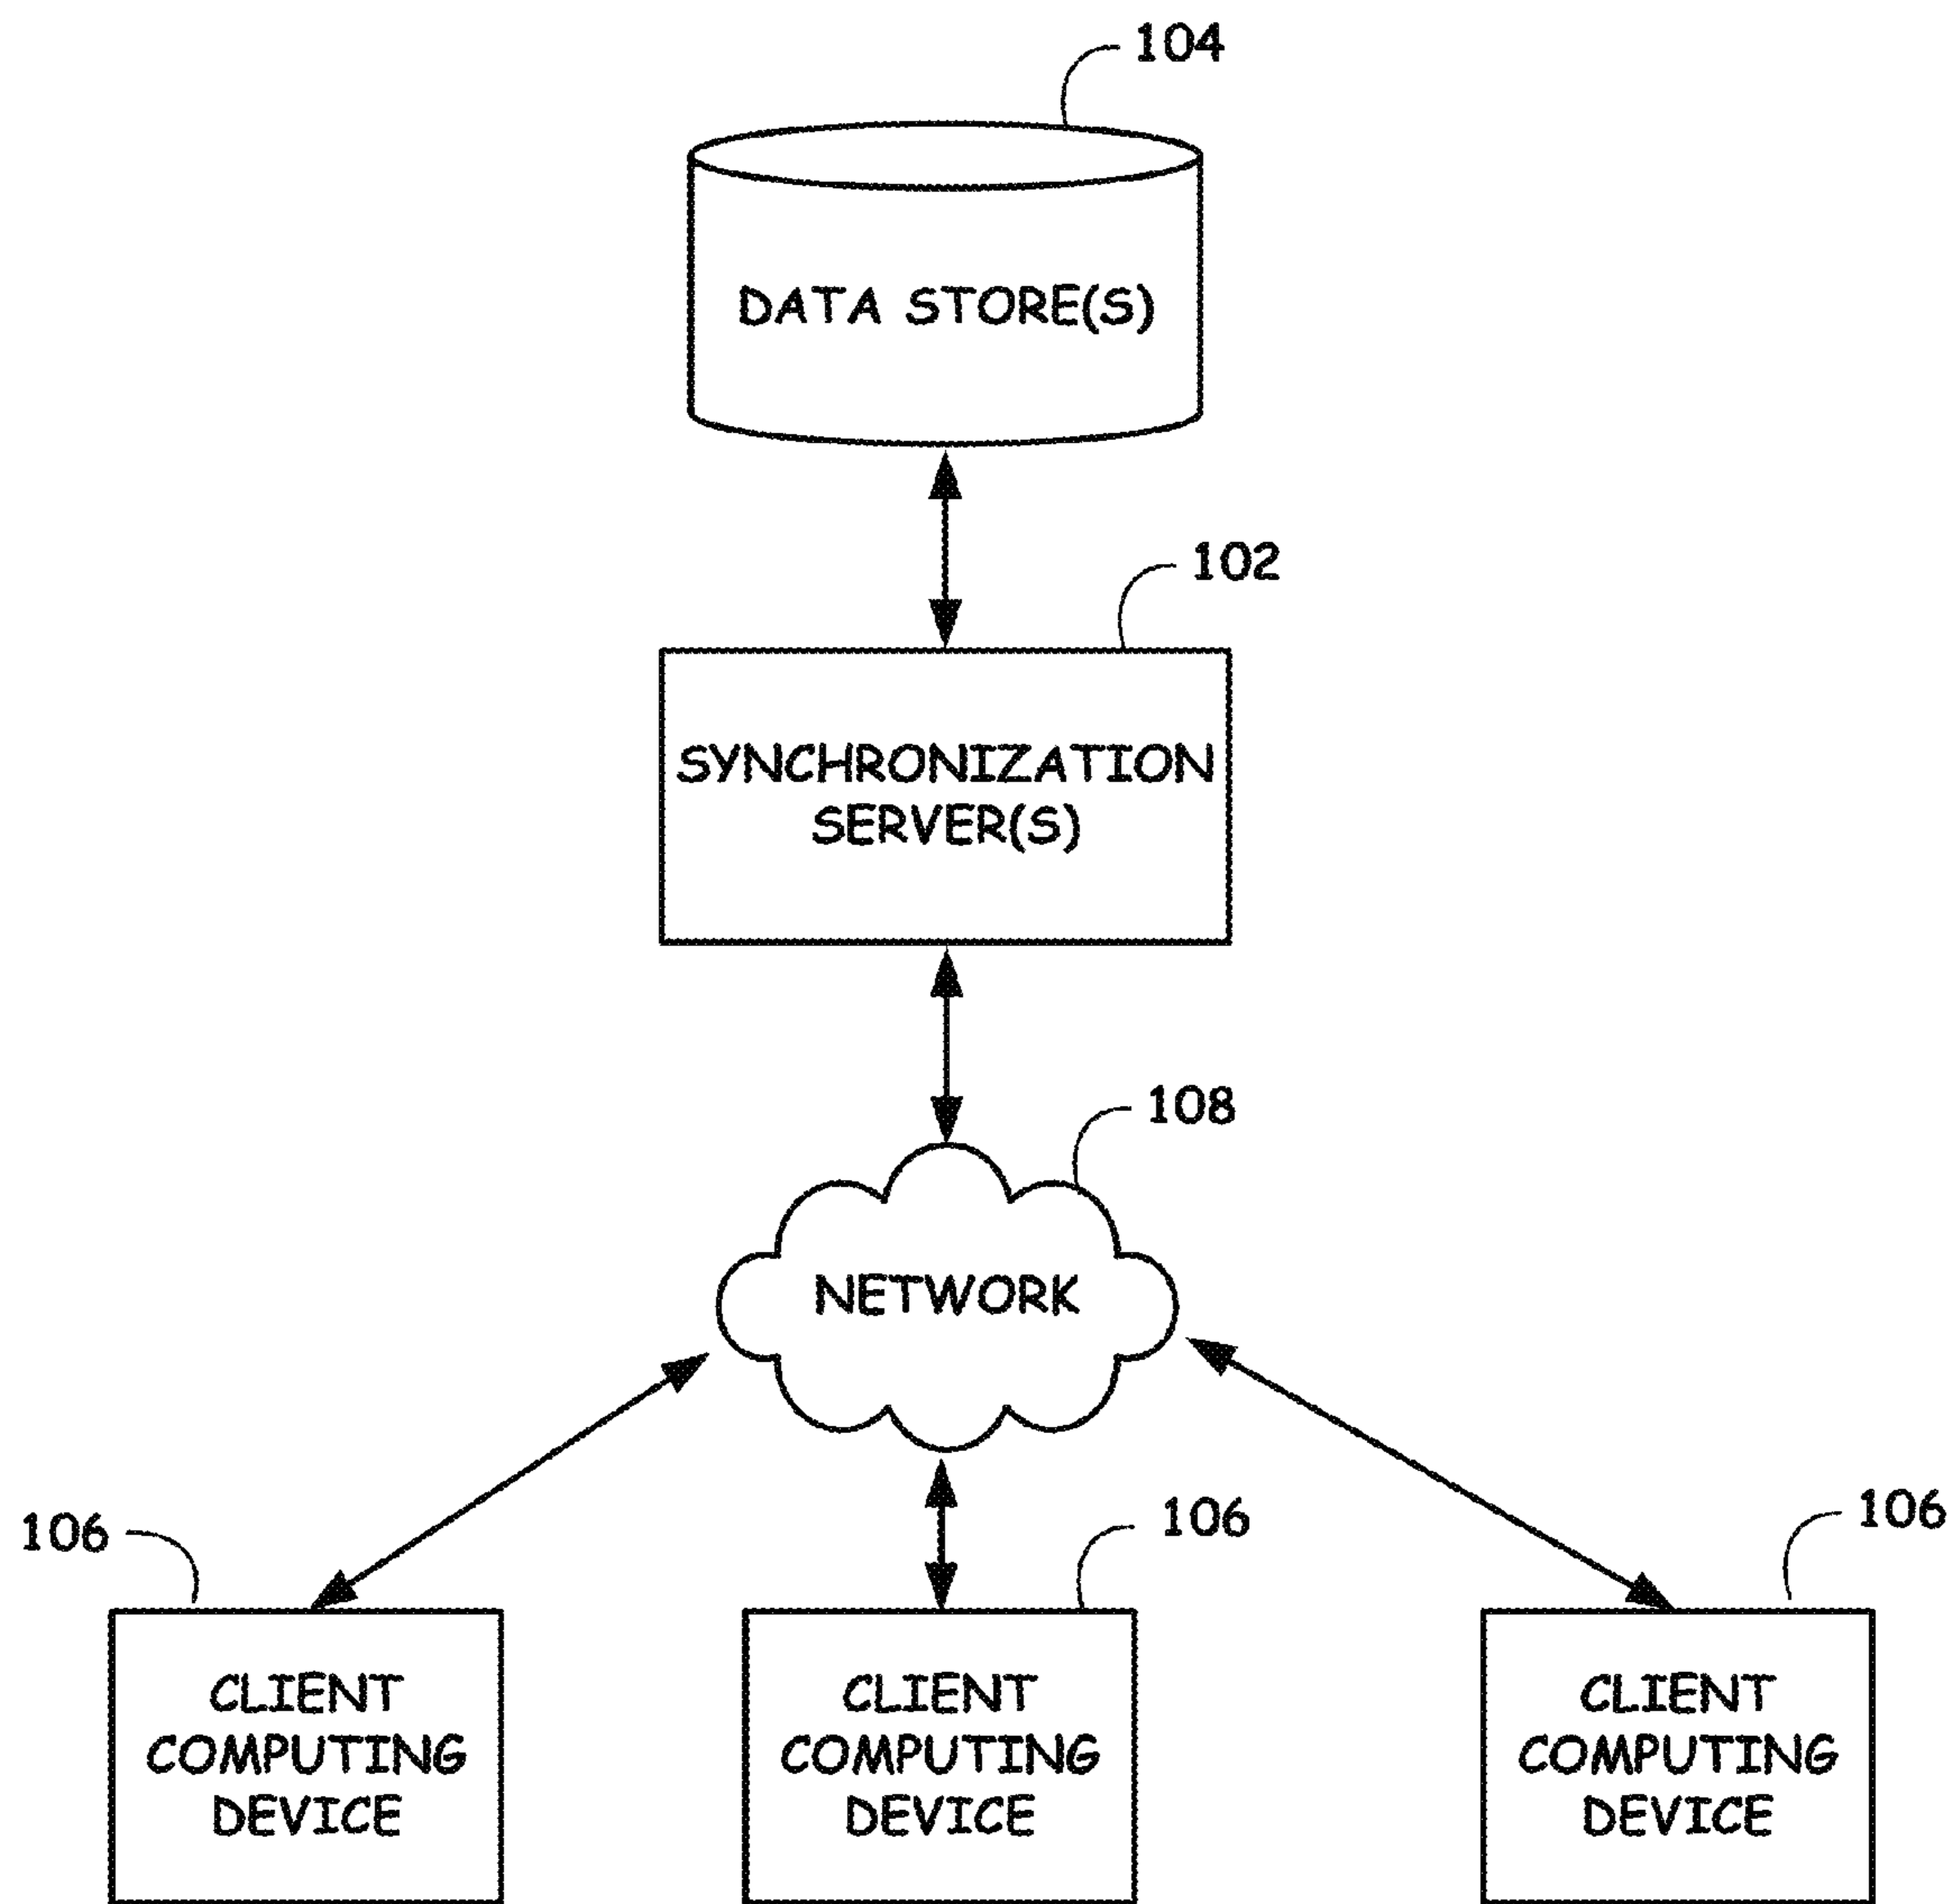 104
DATA STORE(S)
102
SYNCHRONIZATION
SERVER(S)
108
NETWORK
106
106
106
CLIENT
COMPUTING
DEVICE
CLIENT
COMPUTING
DEVICE
CLIENT
COMPUTING
DEVICE